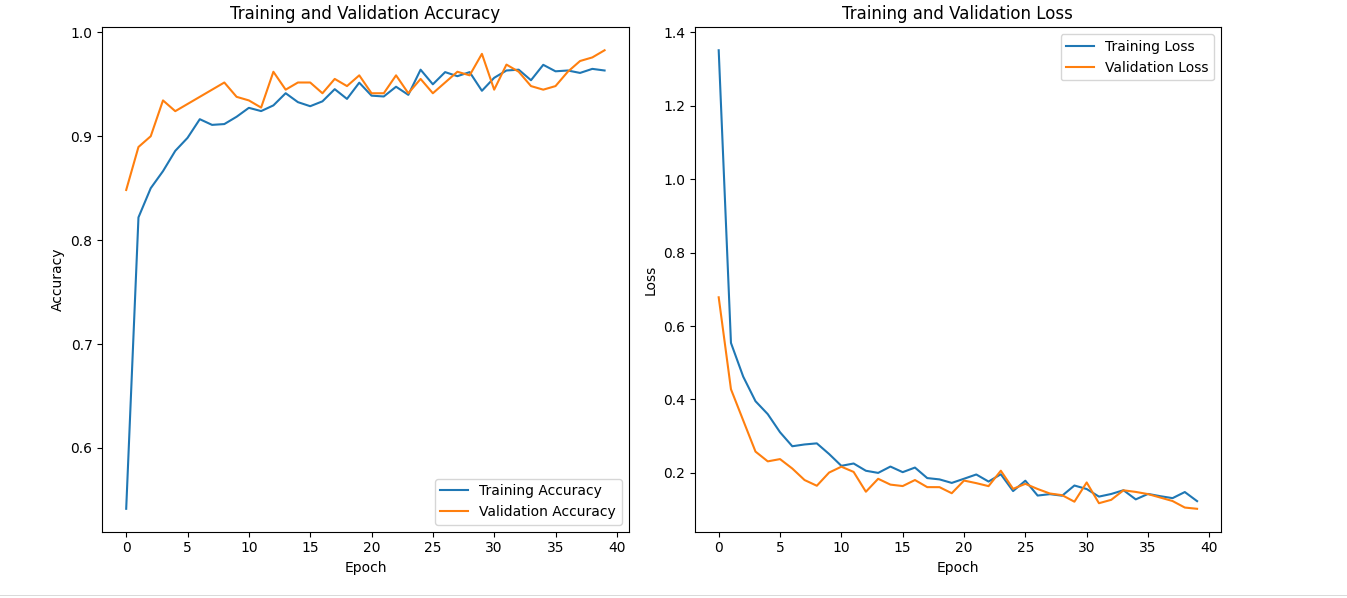 Training and Validation Accuracy
1.0
0.9
0.8
0.7
0.6
Accuracy
Training Accuracy
Validation Accuracy
0 5 10 15 20 25 30 35 40
Epoch
Training and Validation Loss
1.4
1.2
1.0
0.8
0.6
0.4
0.2
Loss
Training Loss
Validation Loss
0 5 10 15 20 25 30 35 40
Epoch